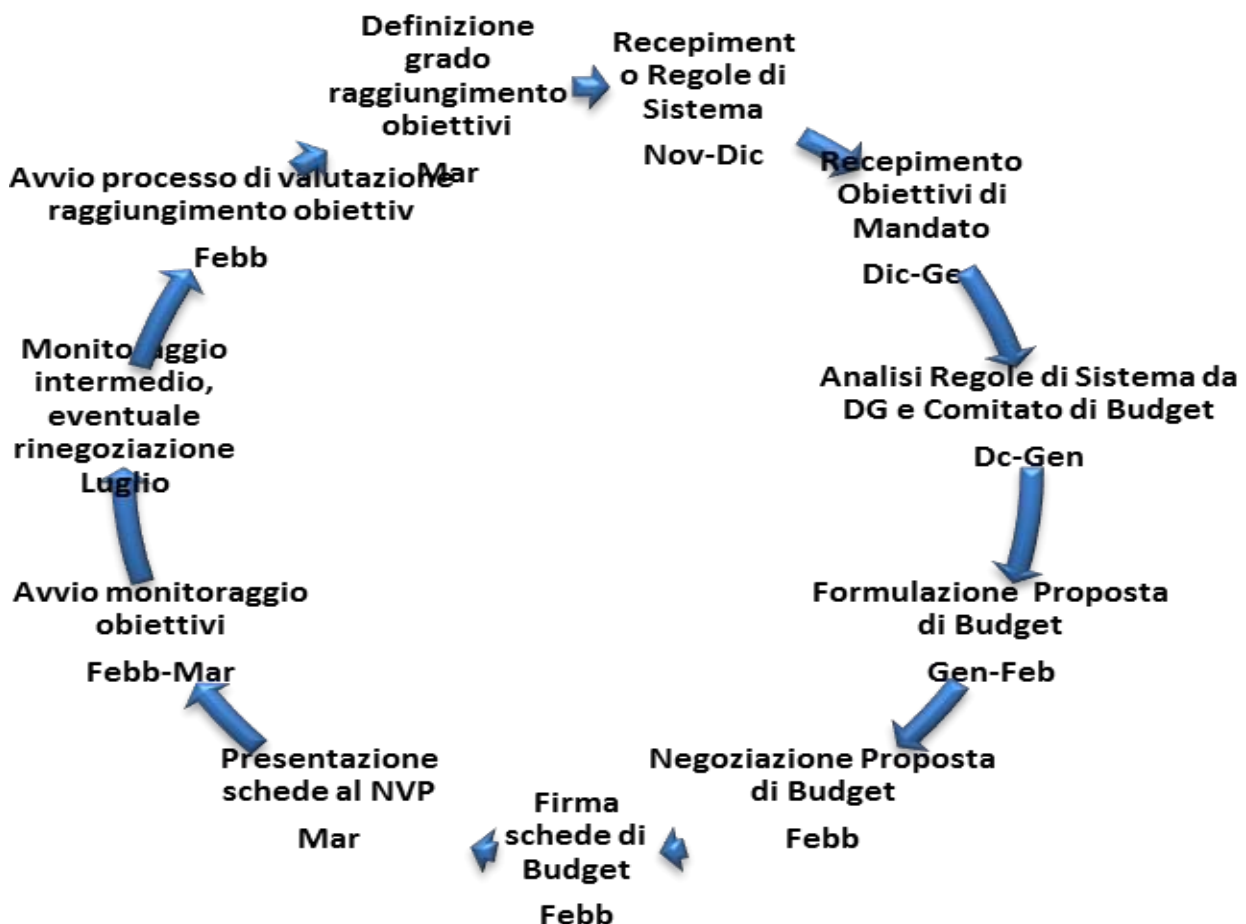 Definizione
grado
raggiungimento
obiettivi
Mar
Recepiment
o Regole di
Sistema
Nov-Dic
Recepimento
Obiettivi di
Mandato
Dic-Ge
Analisi Regole di Sistema da
DG e Comitato di Budget
Dc-Gen
Formulazione Proposta
di Budget
Gen-Feb
Negoziazione Proposta
di Budget
Febb
Firma
schede di
Budget
Febb
Presentazione
schede al NVP
Mar
Avvio monitoraggio
obiettivi
Febb-Mar
Monitoraggio
intermedio,
eventuale
rinegoziazione
Luglio
Avvio processo di valutazione
raggiungimento obiettiv
Febb